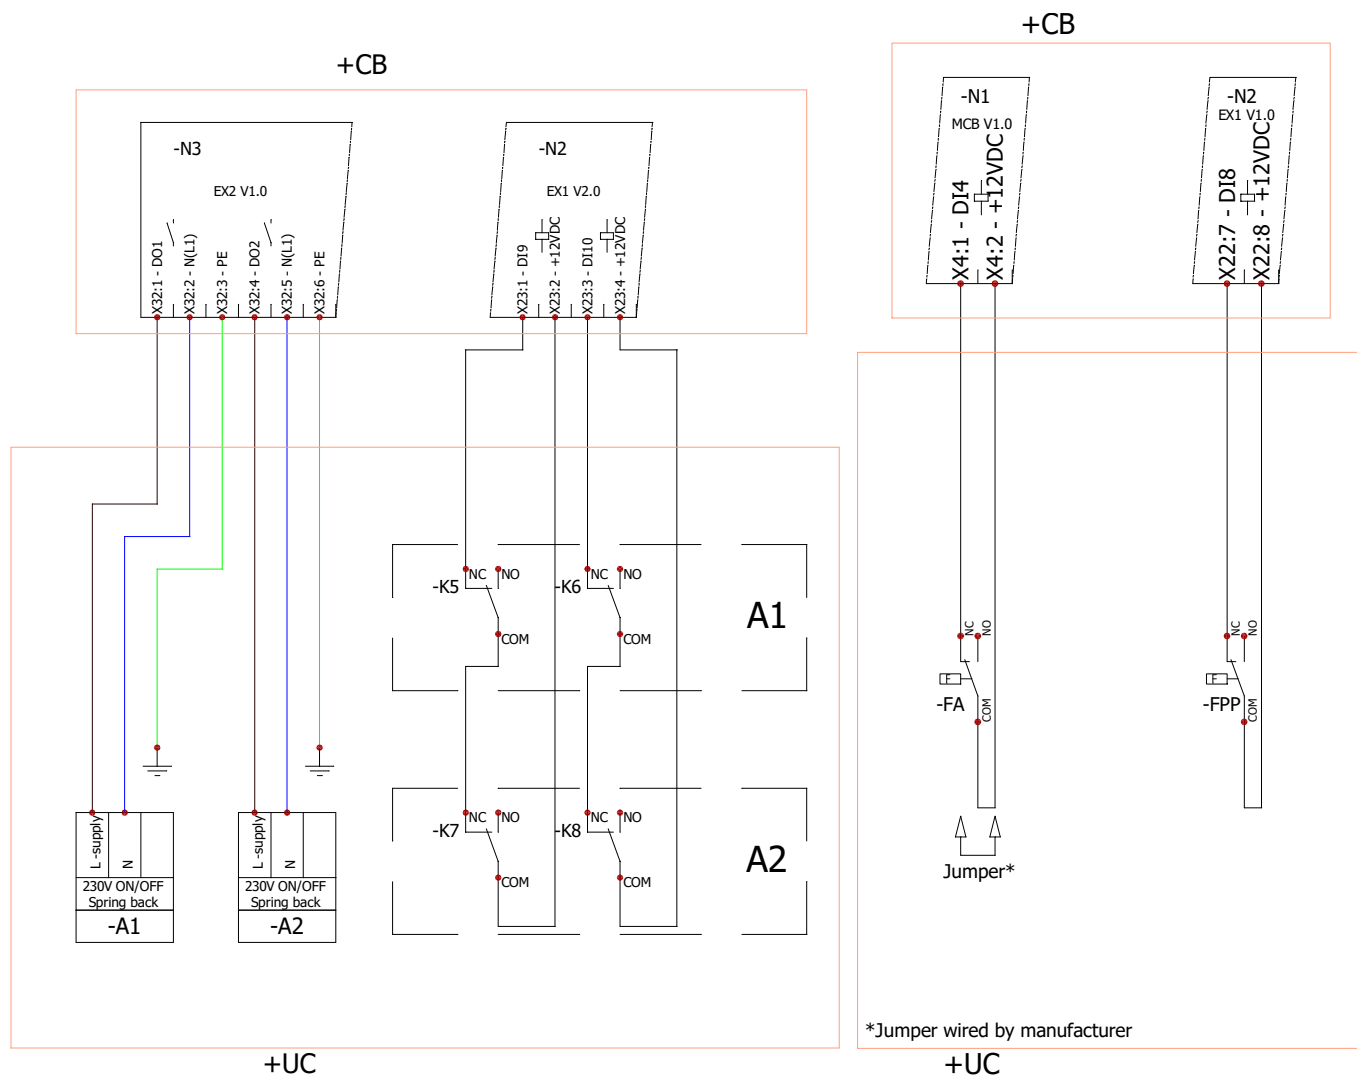 +CB
-N3
EX2 V1.0
X32:1 - DO1
X32:2 - N(L1)
X32:3 - PE
X32:4 - DO2
X32:5 - N(L1)
X32:6 - PE
-N2
EX1 V2.0
X23:1 - DI9
X23:2 - +12VDC
X23:3 - DI10
X23:4 - +12VDC
-K5
NC
NO
COM
-K6
NC
NO
COM
A1
-K7
NC
NO
COM
-K8
NC
NO
COM
A2
L -supply
N
230V ON/OFF
Spring back
-A1
L -supply
N
230V ON/OFF
Spring back
-A2
+UC
+CB
-N1
MCB V1.0
X4:1 - DI4
X4:2 - +12VDC
-N2
EX1 V1.0
X22:7 - DI8
X22:8 - +12VDC
NC
NO
F
-FA
COM
NC
NO
F
-FPP
COM
Jumper*
*Jumper wired by manufacturer
+UC